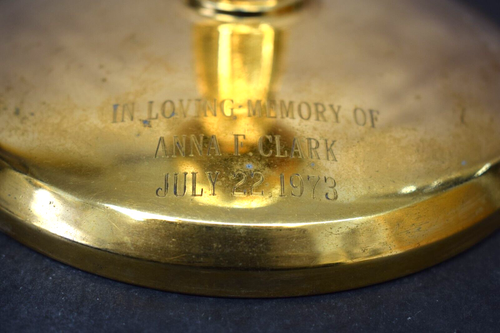 IN LOVING MEMORY OF
ANNA E. CLARK
JULY 22, 1973